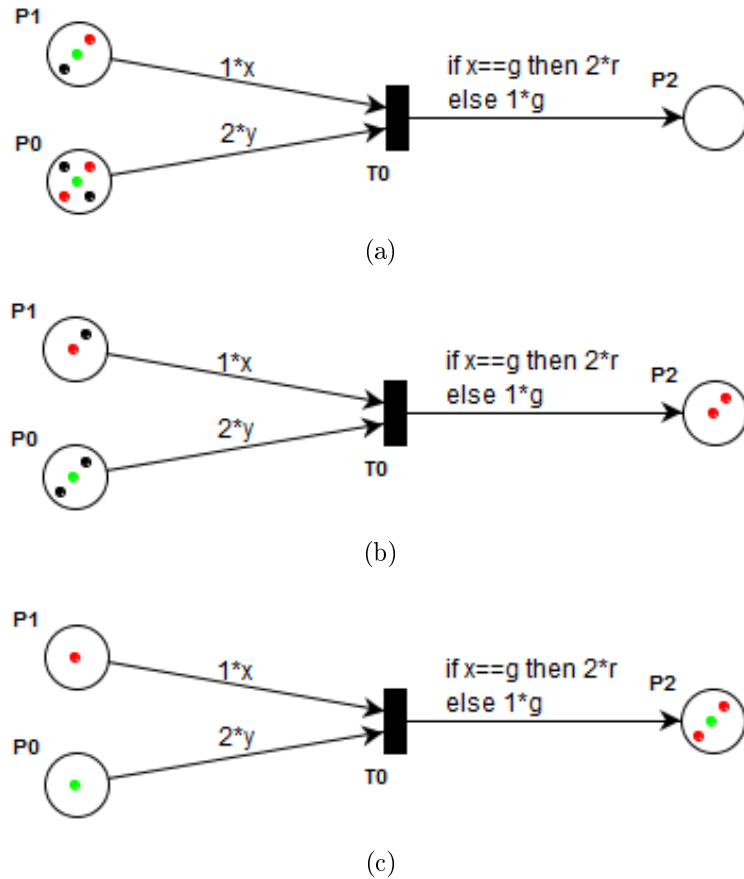 P1
1*x
if x==g then 2*r
else 1*g
P2
P0
2*y
T0
(a)
P1
1*x
if x==g then 2*r
else 1*g
P2
P0
2*y
T0
(b)
P1
1*x
if x==g then 2*r
else 1*g
P2
P0
2*y
T0
(c)